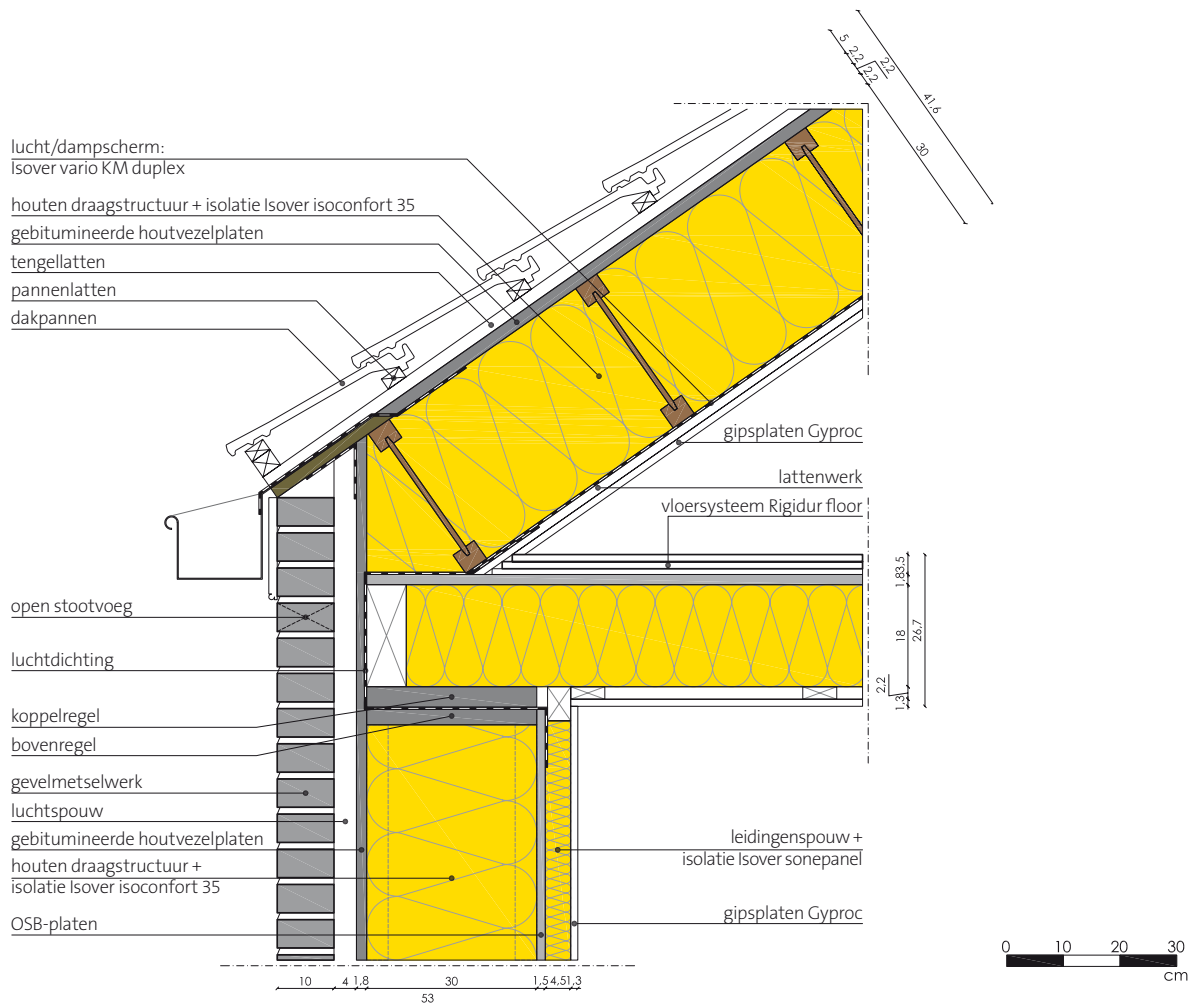 lucht/dampscherm:
Isover vario KM duplex
houten draagstructuur + isolatie Isover isoconfort 35
gebitumineerde houtvezelplaten
tengellatten
pannenlatten
dakpannen
5
2,2
2,2
2,2
41,6
30
gipsplaten Gyproc
lattenwerk
vloersysteem Rigidur floor
open stootvoeg
luchtdichting
koppelregel
bovenregel
gevelmetselwerk
luchtspouw
gebitumineerde houtvezelplaten
houten draagstructuur +
isolatie Isover isoconfort 35
OSB-platen
3,5
1,8
18
26,7
2,2
1,3
leidingenspouw +
isolatie Isover sonepanel
gipsplaten Gyproc
10 4 1,8 30 1,5 4,5 1,3
53
0 10 20 30
cm